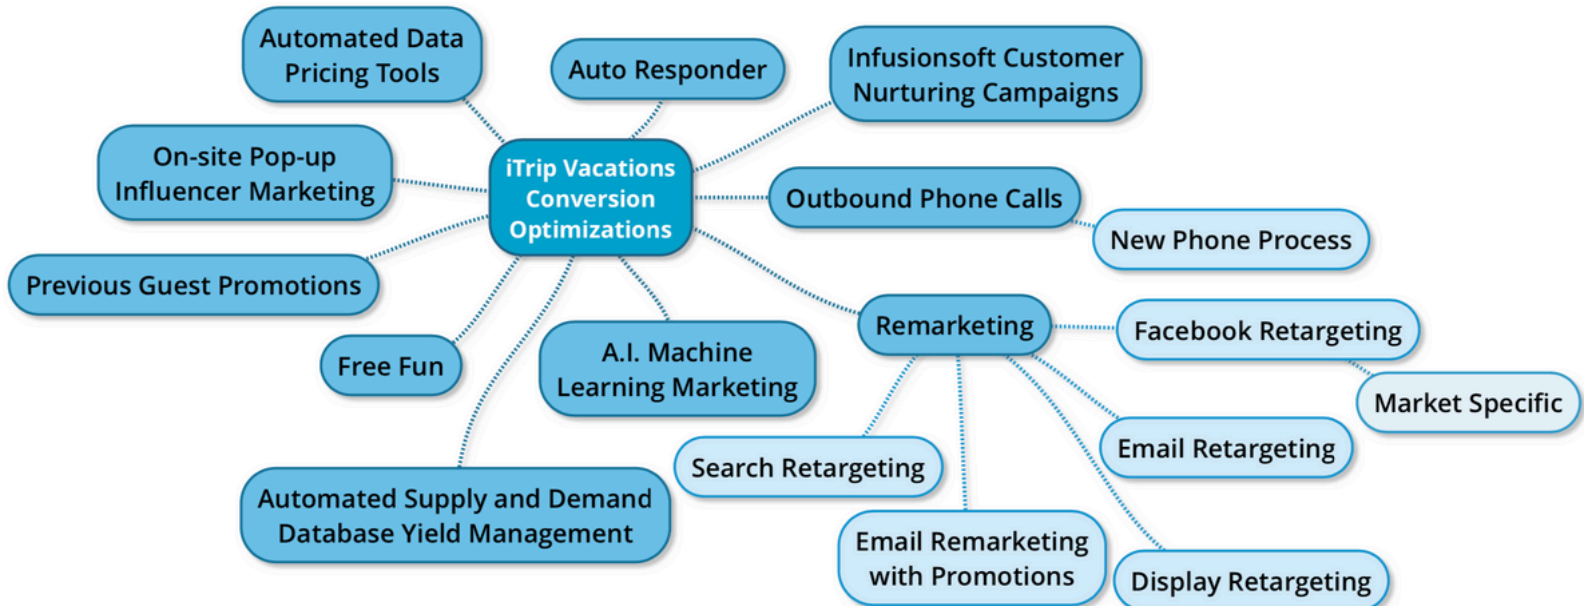 Automated Data
Pricing Tools
Auto Responder
Infusionsoft Customer
Nurturing Campaigns
On-site Pop-up
Influencer Marketing
iTrip Vacations
Conversion
Optimizations
Outbound Phone Calls
New Phone Process
Previous Guest Promotions
Free Fun
A.I. Machine
Learning Marketing
Remarketing
Facebook Retargeting
Market Specific
Search Retargeting
Email Retargeting
Automated Supply and Demand
Database Yield Management
Email Remarketing
with Promotions
Display Retargeting